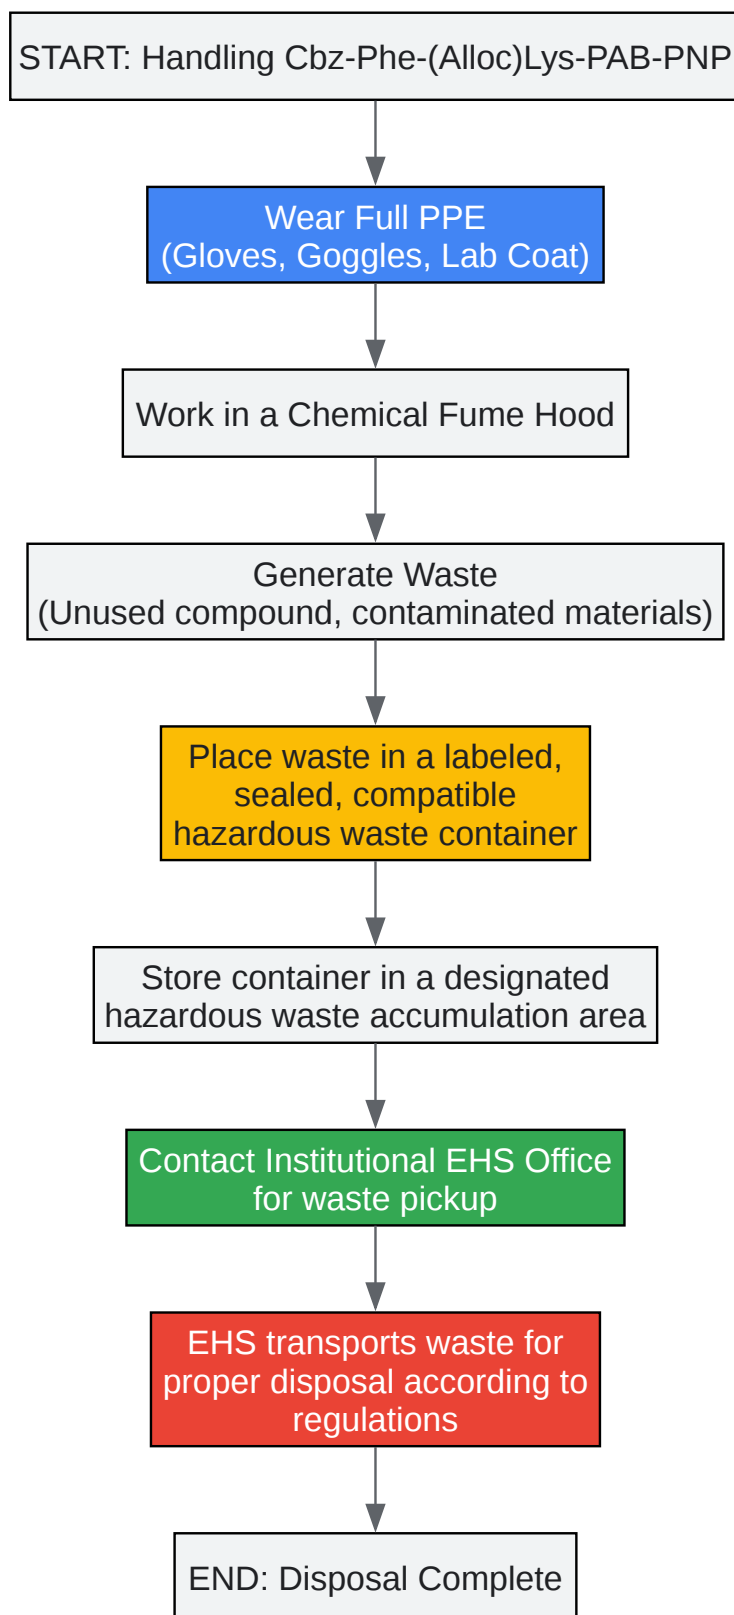 START: Handling Cbz-Phe-(Alloc)Lys-PAB-PNP
Wear Full PPE
(Gloves, Goggles, Lab Coat)
Work in a Chemical Fume Hood
Generate Waste
(Unused compound, contaminated materials)
Place waste in a labeled,
sealed, compatible
hazardous waste container
Store container in a designated
hazardous waste accumulation area
Contact Institutional EHS Office
for waste pickup
EHS transports waste for
proper disposal according to
regulations
END: Disposal Complete